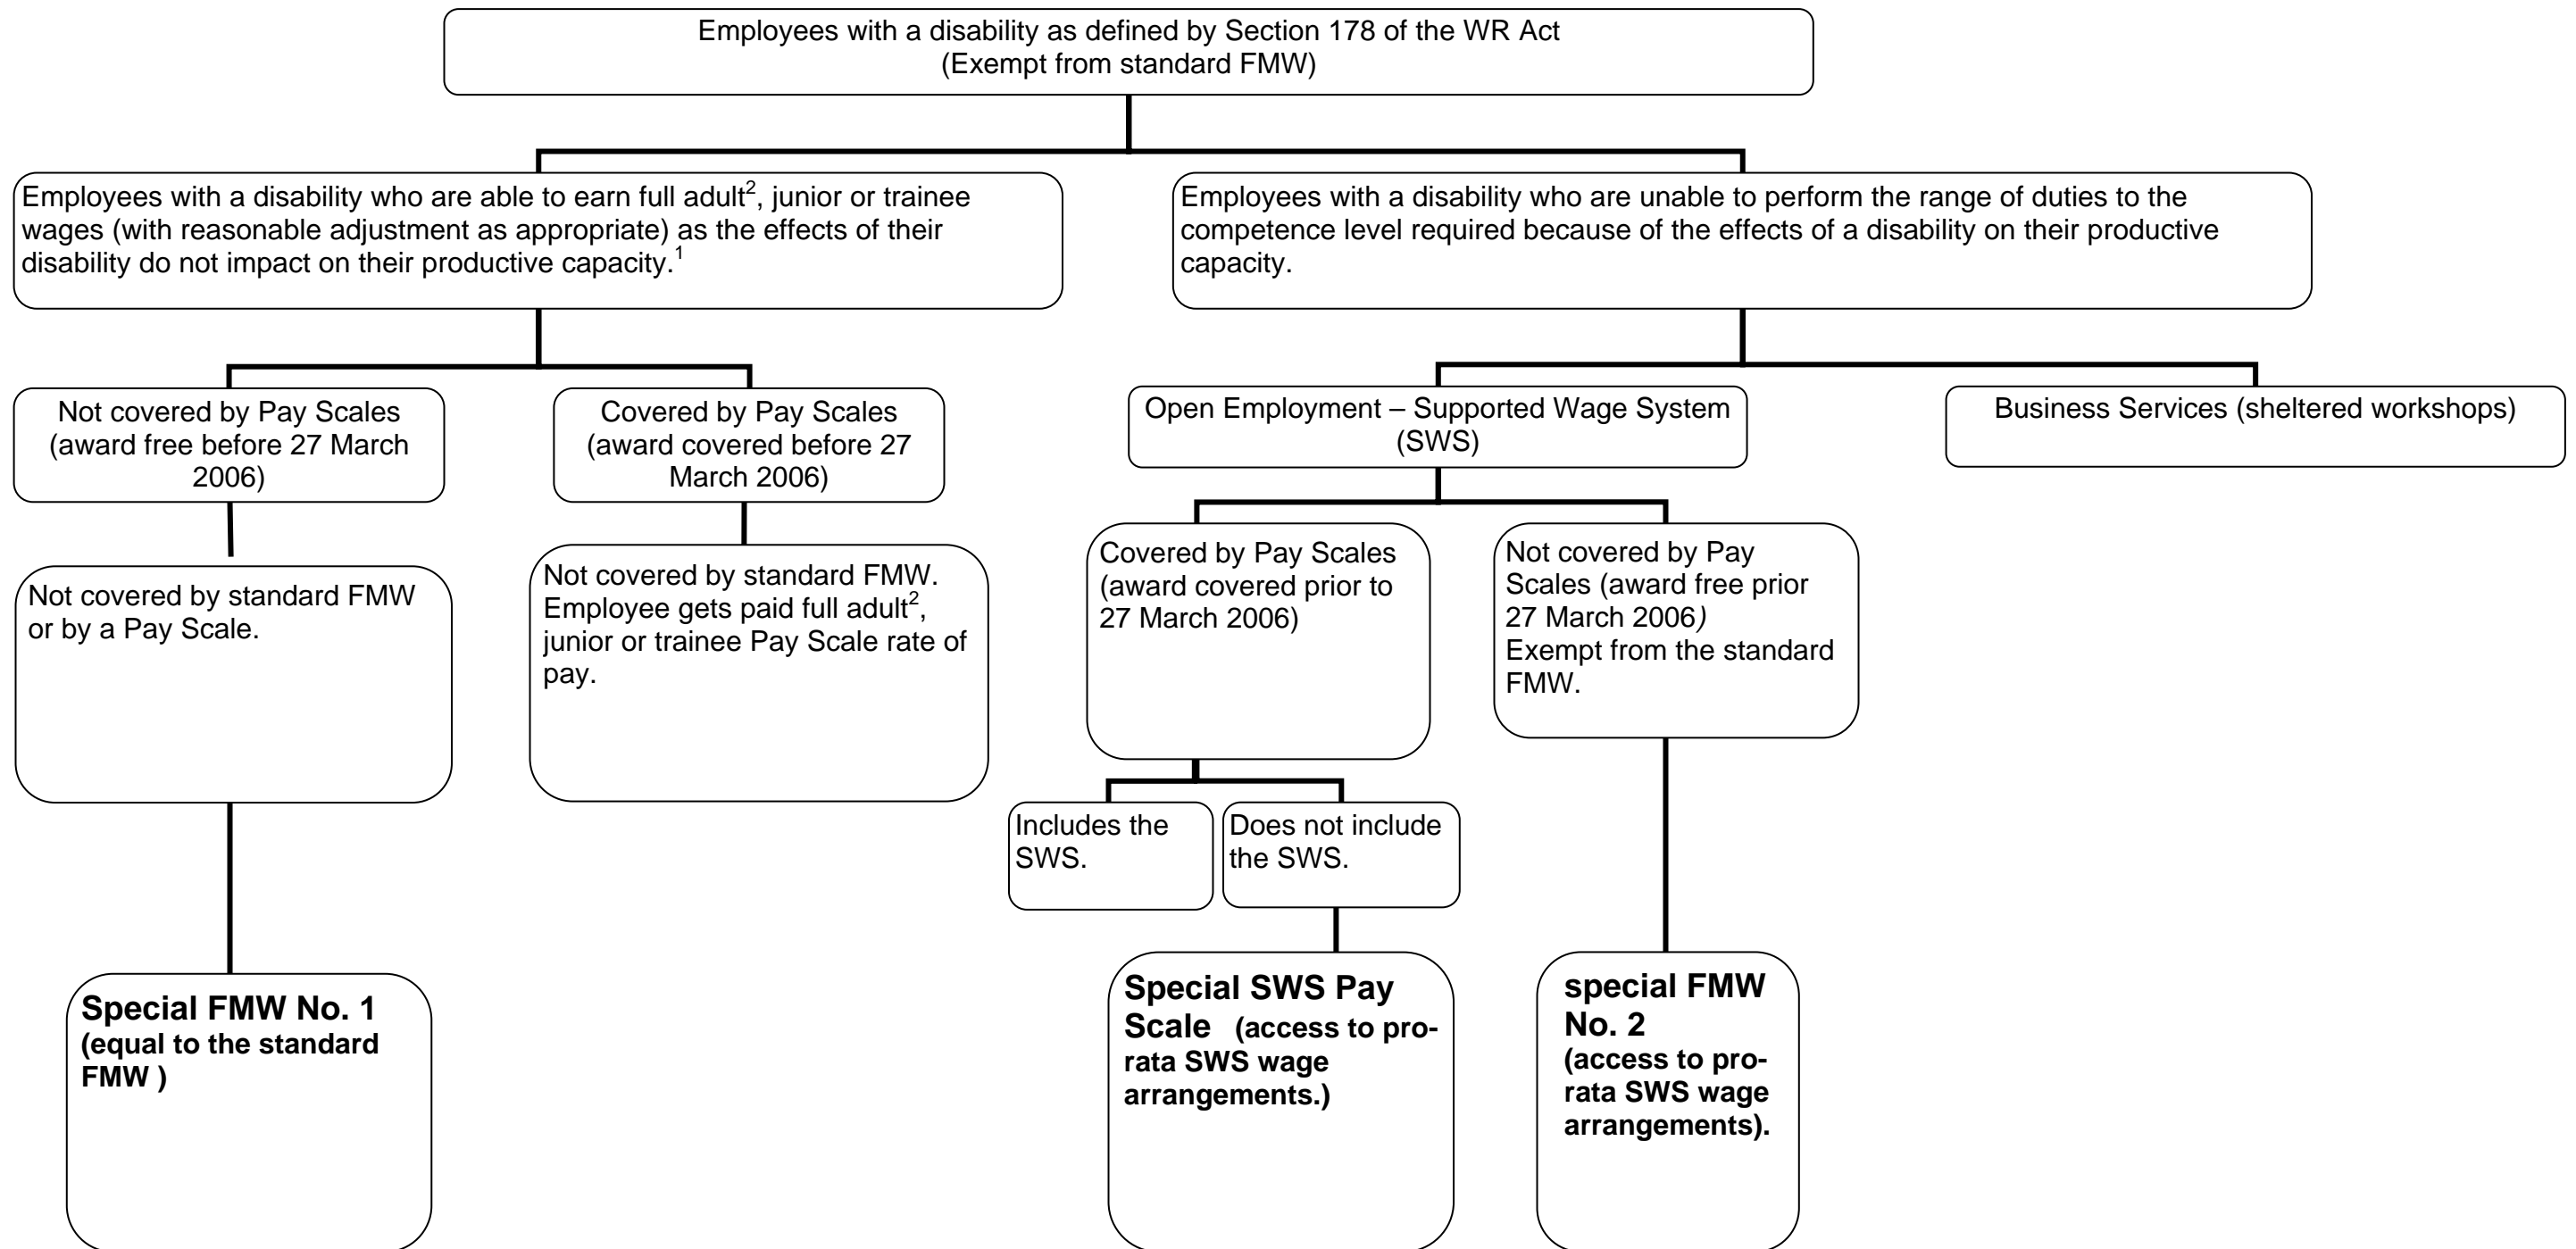 Employees with a disability as defined by Section 178 of the WR Act
(Exempt from standard FMW)
Employees with a disability who are able to earn full adult², junior or trainee
wages (with reasonable adjustment as appropriate) as the effects of their
disability do not impact on their productive capacity.¹
Employees with a disability who are unable to perform the range of duties to the
competence level required because of the effects of a disability on their productive
capacity.
Not covered by Pay Scales
(award free before 27 March
2006)
Covered by Pay Scales
(award covered before 27
March 2006)
Open Employment – Supported Wage System
(SWS)
Business Services (sheltered workshops)
Not covered by standard FMW
or by a Pay Scale.
Not covered by standard FMW.
Employee gets paid full adult²,
junior or trainee Pay Scale rate of
pay.
Covered by Pay Scales
(award covered prior to
27 March 2006)
Not covered by Pay
Scales (award free prior
27 March 2006)
Exempt from the standard
FMW.
Includes the
SWS.
Does not include
the SWS.
Special FMW No. 1
(equal to the standard
FMW )
Special SWS Pay
Scale (access to pro-
rata SWS wage
arrangements.)
special FMW
No. 2
(access to pro-
rata SWS wage
arrangements).